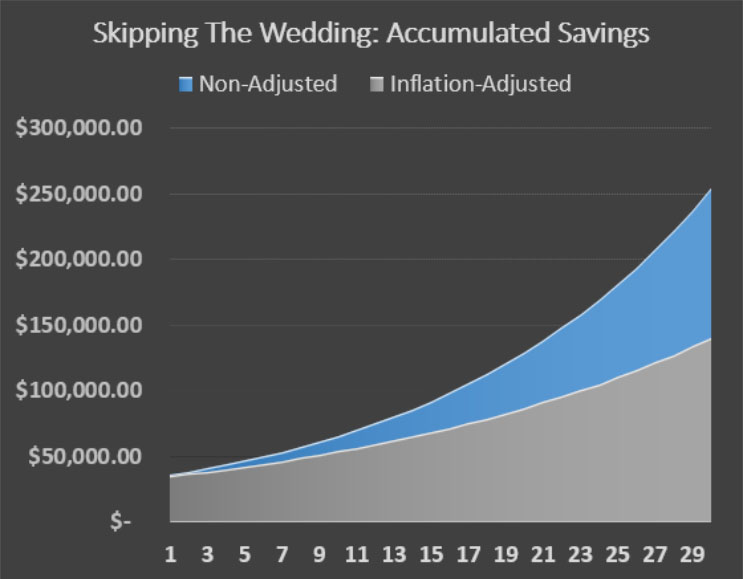 Skipping The Wedding: Accumulated Savings
Non-Adjusted Inflation-Adjusted
$300,000.00
$250,000.00
$200,000.00
$150,000.00
$100,000.00
$50,000.00
$-
1 3 5 7 9 11 13 15 17 19 21 23 25 27 29